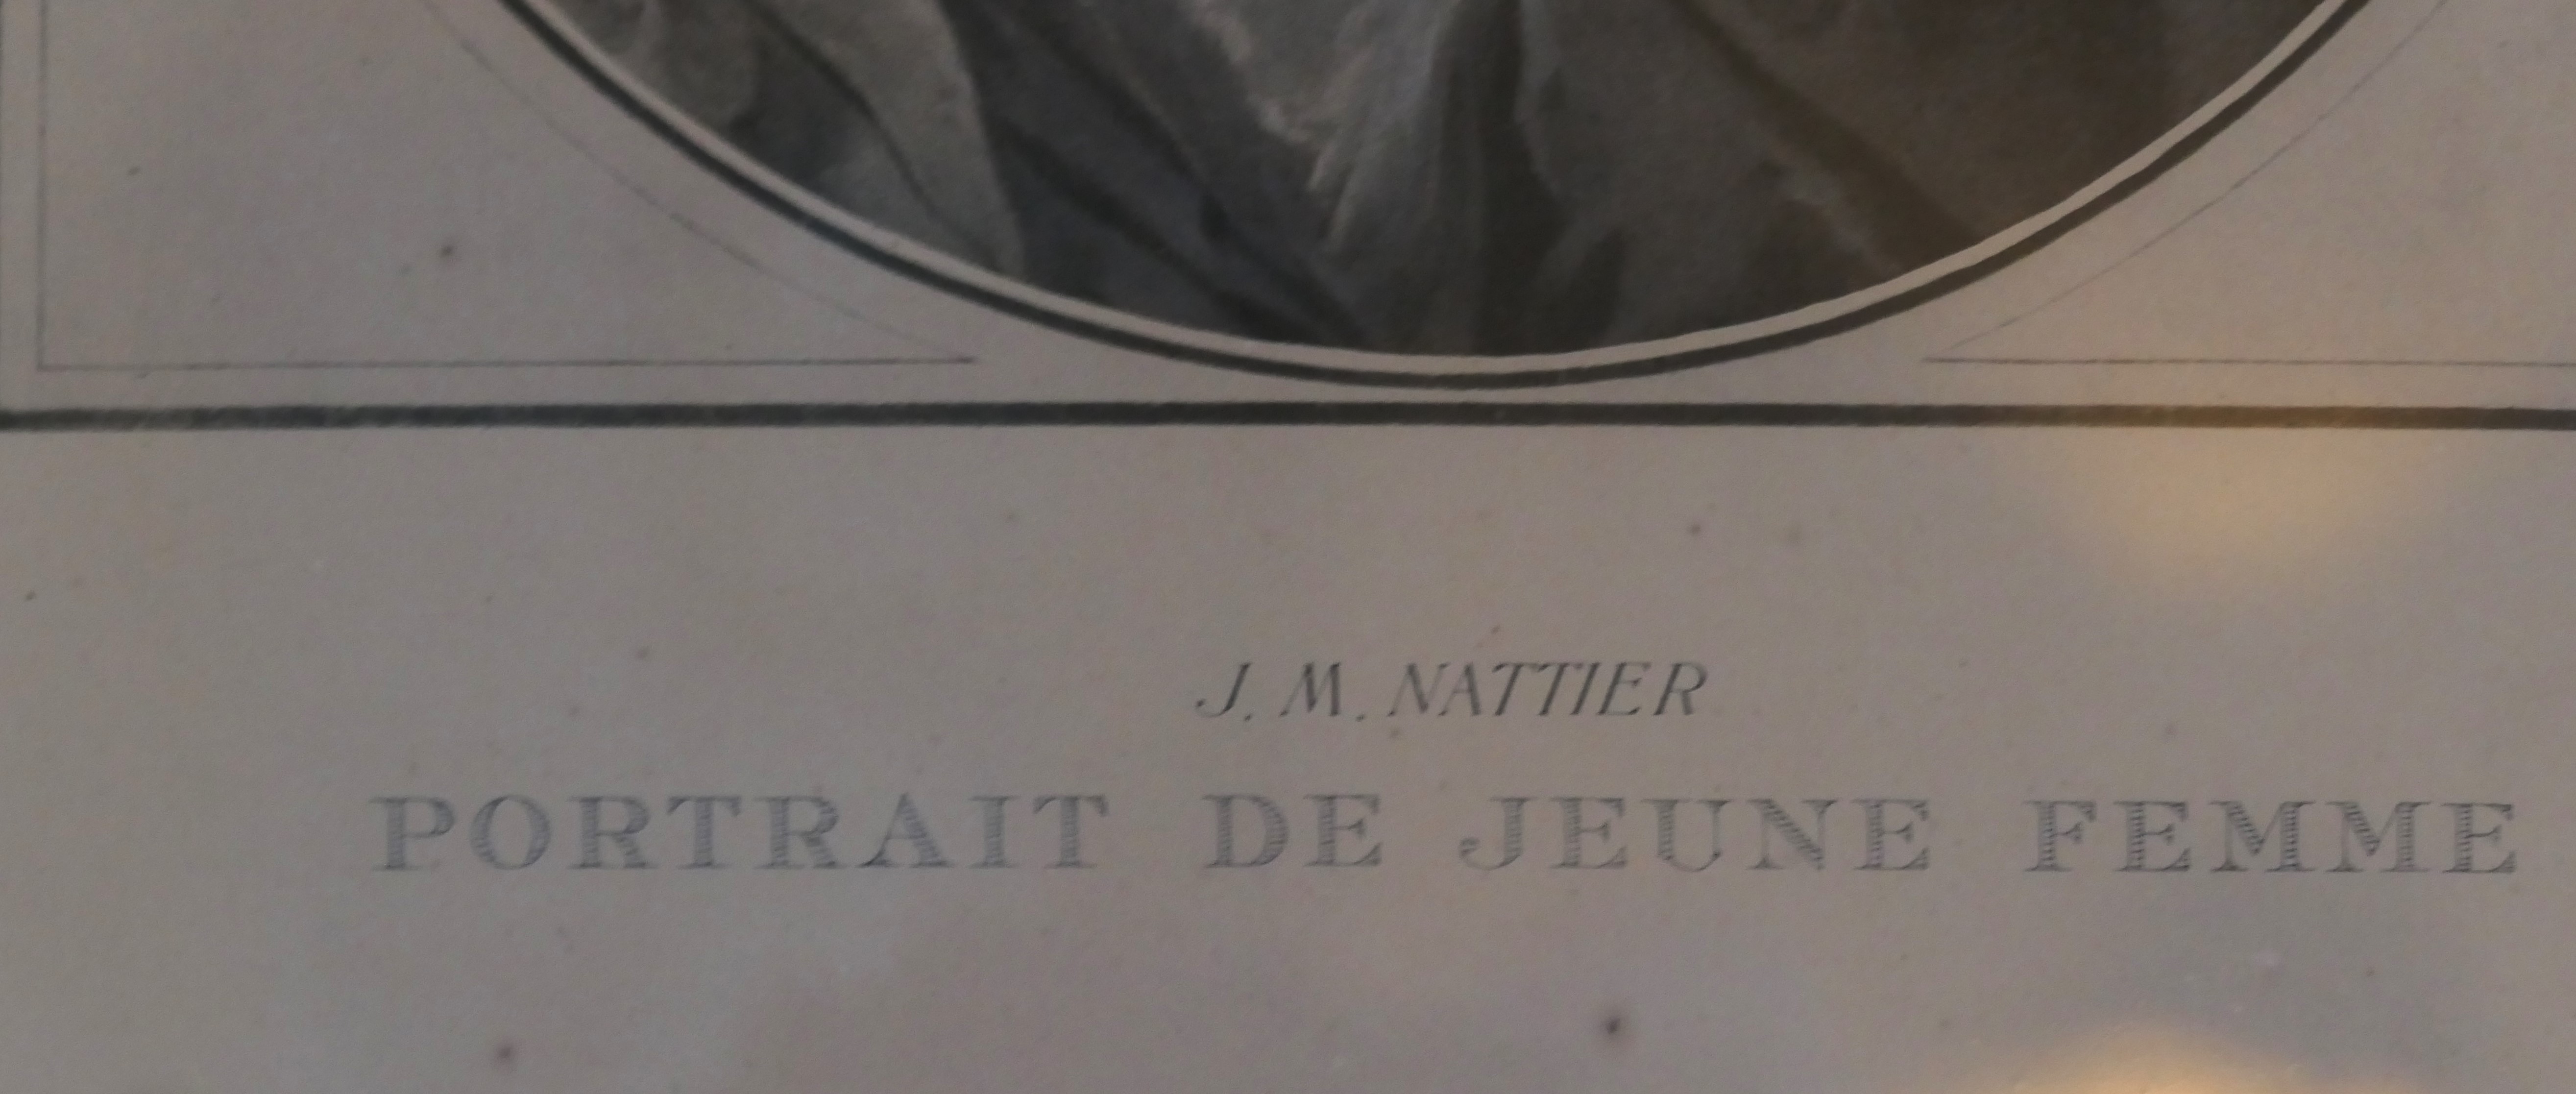 J. M. NATTIER
PORTRAIT DE JEUNE FEMME